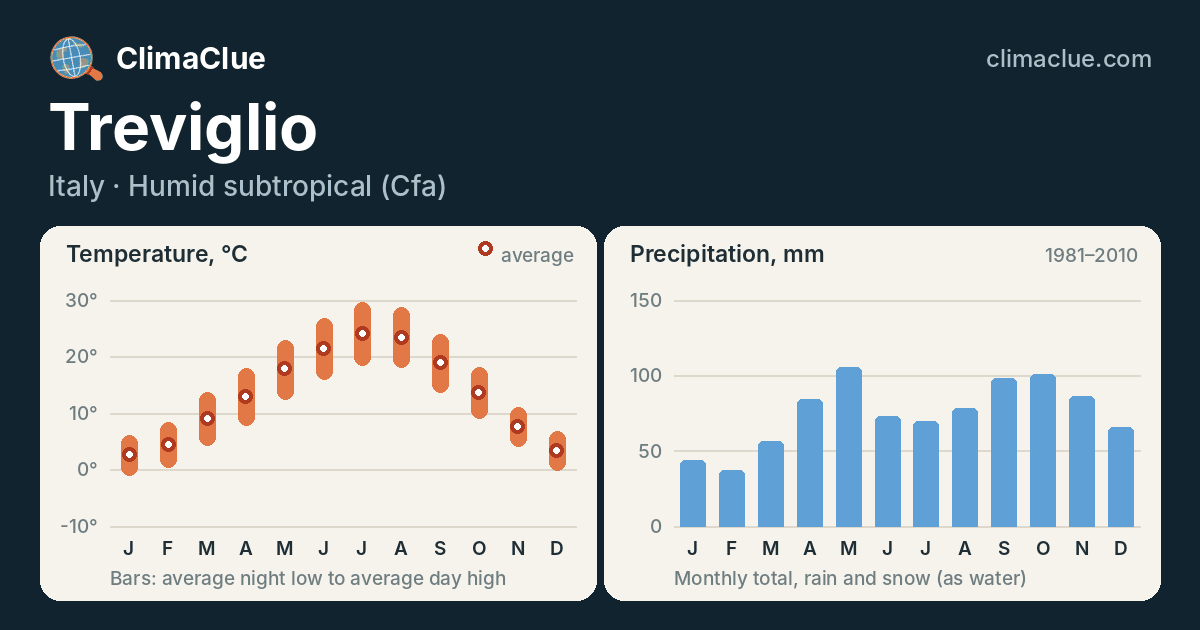 ClimaClue
climaclue.com
Treviglio
Italy · Humid subtropical (Cfa)
Temperature, °C
average
30°
20°
10°
0°
-10°
J F M A M J J A S O N D
Bars: average night low to average day high
Precipitation, mm
1981–2010
150
100
50
0
J F M A M J J A S O N D
Monthly total, rain and snow (as water)